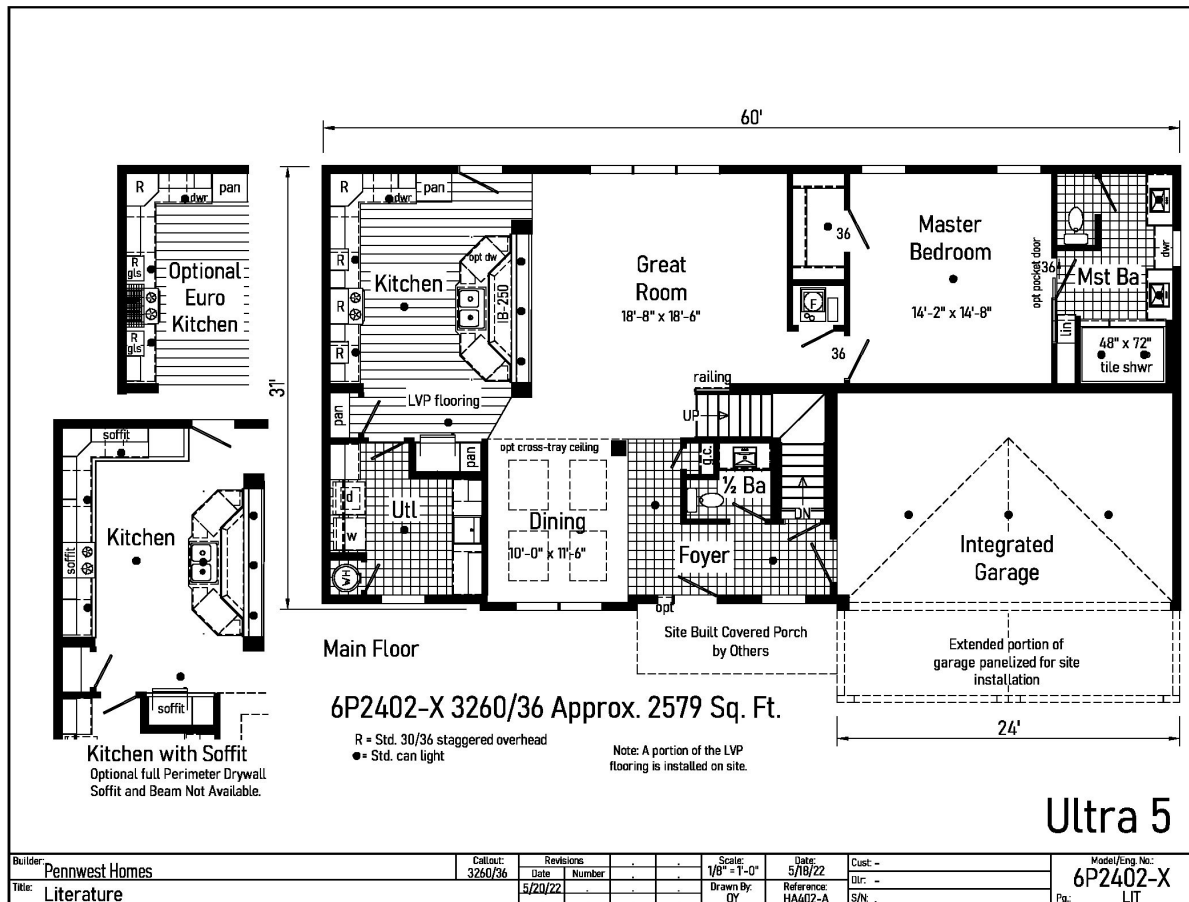 60'
31'
R
dwr
pan
R
gls
Optional
Euro
Kitchen
R
gls
R
dwr
pan
R
R
R
Kitchen
opt dw
IB-250
LVP flooring
pan
Great
Room
18'-8" x 18'-6"
36
F
36
Master
Bedroom
14'-2" x 14'-8"
opt pocket door
36
Mst Ba
dwr
lin
48" x 72"
tile shwr
railing
UP
DN
g.c.
½ Ba
opt cross-tray ceiling
pan
d
w
Utl
WH
Dining
10'-0" x 11'-6"
Foyer
opt
Integrated
Garage
Site Built Covered Porch
by Others
Extended portion of
garage panelized for site
installation
24'
soffit
soffit
Kitchen
soffit
Kitchen with Soffit
Optional full Perimeter Drywall
Soffit and Beam Not Available.
Main Floor
6P2402-X 3260/36 Approx. 2579 Sq. Ft.
R = Std. 30/36 staggered overhead
● = Std. can light
Note: A portion of the LVP
flooring is installed on site.
Ultra 5
Builder: Pennwest Homes
Title: Literature
Callout:
3260/36
Revisions
Date Number
5/20/22
Scale:
1/8" = 1'-0"
Drawn By:
OY
Date:
5/18/22
Reference:
HA402-A
Cust: -
Dlr: -
S/N: .
Model/Eng. No.:
6P2402-X
Pg.: LIT